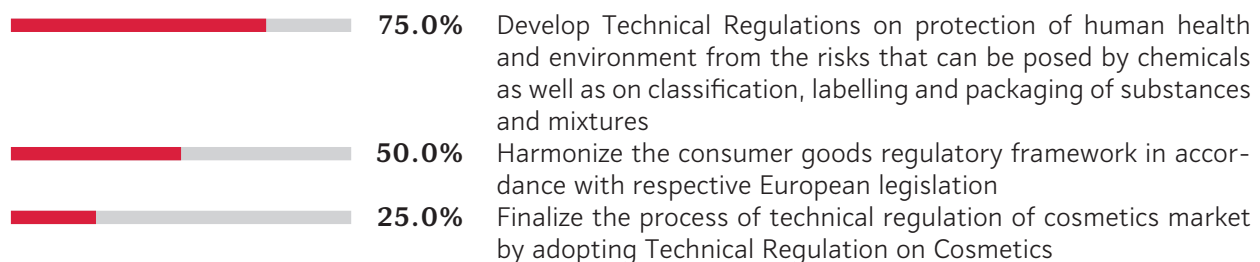 75.0% Develop Technical Regulations on protection of human health
and environment from the risks that can be posed by chemicals
as well as on classification, labelling and packaging of substances
and mixtures
50.0% Harmonize the consumer goods regulatory framework in accor-
dance with respective European legislation
25.0% Finalize the process of technical regulation of cosmetics market
by adopting Technical Regulation on Cosmetics